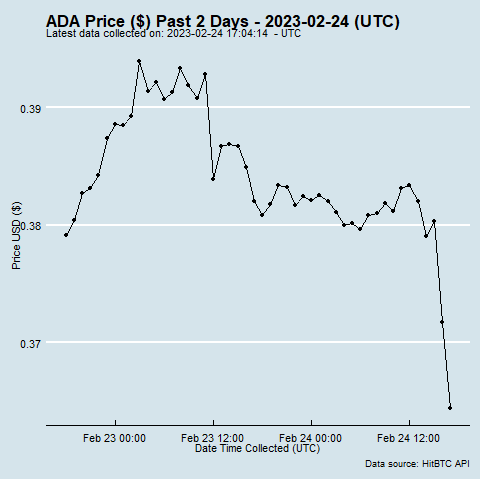 ADA Price ($) Past 2 Days - 2023-02-24 (UTC)
Latest data collected on: 2023-02-24 17:04:14 - UTC
0.39
0.38
0.37
Price USD ($)
Feb 23 00:00
Feb 23 12:00
Feb 24 00:00
Feb 24 12:00
Date Time Collected (UTC)
Data source: HitBTC API